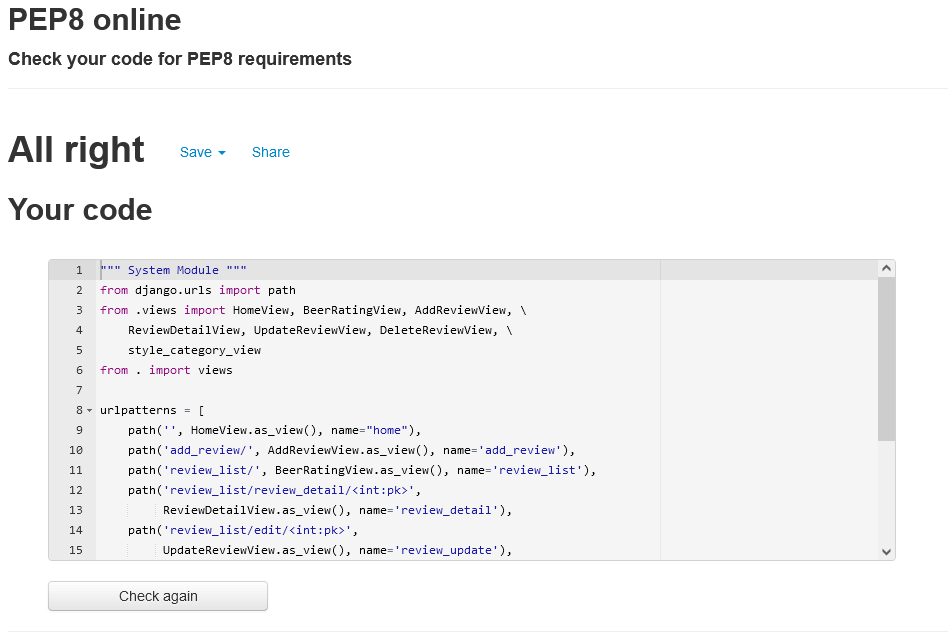 PEP8 online
Check your code for PEP8 requirements
All right Save Share
Your code
1 """ System Module """
2 from django.urls import path
3 from .views import HomeView, BeerRatingView, AddReviewView, \
4     ReviewDetailView, UpdateReviewView, DeleteReviewView, \
5     style_category_view
6 from . import views
7
8 urlpatterns = [
9     path('', HomeView.as_view(), name="home"),
10     path('add_review/', AddReviewView.as_view(), name='add_review'),
11     path('review_list/', BeerRatingView.as_view(), name='review_list'),
12     path('review_list/review_detail/<int:pk>',
13          ReviewDetailView.as_view(), name='review_detail'),
14     path('review_list/edit/<int:pk>',
15          UpdateReviewView.as_view(), name='review_update'),
Check again